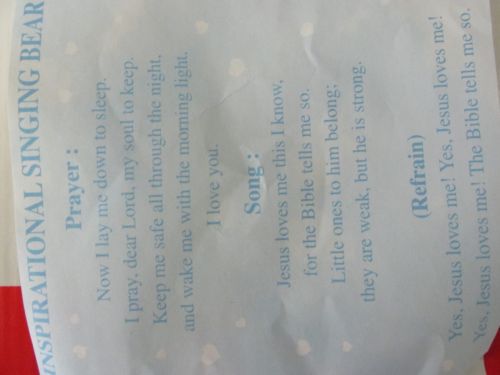 INSPIRATIONAL SINGING BEAR
Prayer :
Now I lay me down to sleep.
I pray, dear Lord, my soul to keep.
Keep me safe all through the night,
and wake me with the morning light.
I love you.
Song :
Jesus loves me this I know,
for the Bible tells me so.
Little ones to him belong;
they are weak, but he is strong.
(Refrain)
Yes, Jesus loves me! Yes, Jesus loves me!
Yes, Jesus loves me! The Bible tells me so.